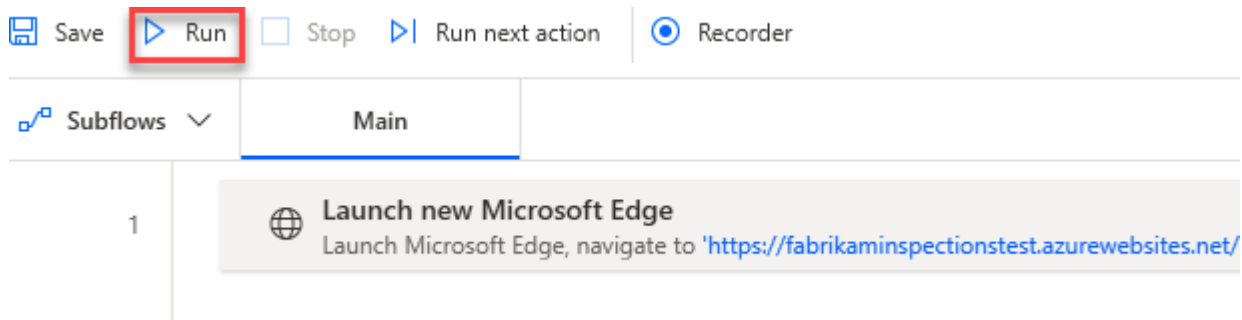 Save Run Stop Run next action Recorder
Subflows Main
1 Launch new Microsoft Edge
Launch Microsoft Edge, navigate to 'https://fabrikaminspectionstest.azurewebsites.net/